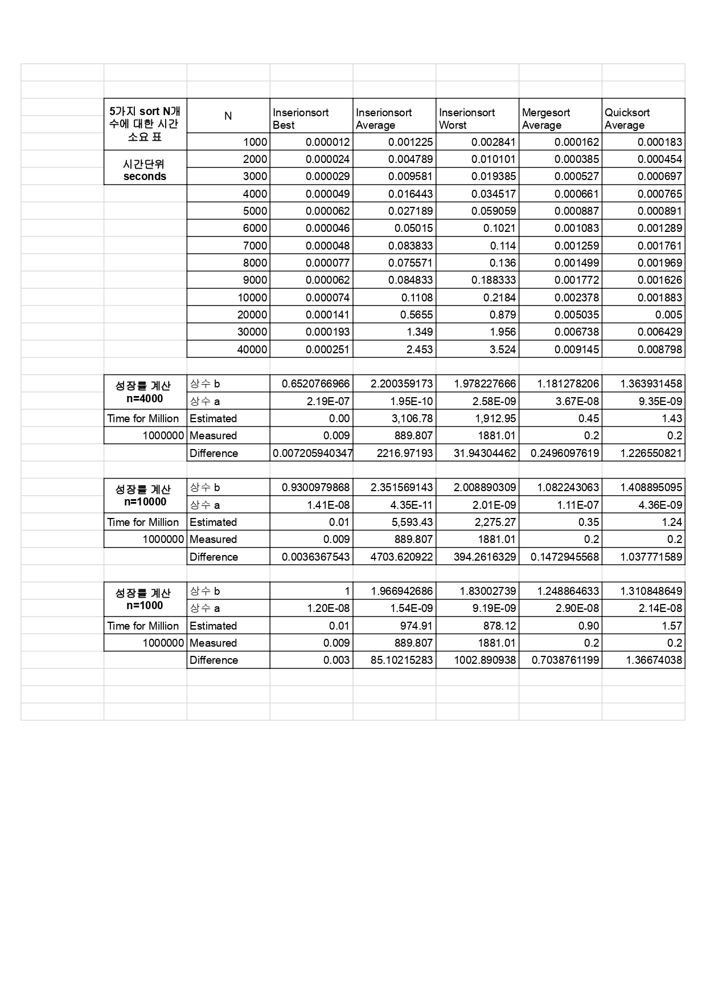 5가지 sort N개 수에 대한 시간 소요 표 N Inserionsort Best Inserionsort Average Inserionsort Worst Mergesort Average Quicksort Average
1000 0.000012 0.001225 0.002841 0.000162 0.000183
시간단위 seconds 2000 0.000024 0.004789 0.010101 0.000385 0.000454
3000 0.000029 0.009581 0.019385 0.000527 0.000697
4000 0.000049 0.016443 0.034517 0.000661 0.000765
5000 0.000062 0.027189 0.059059 0.000887 0.000891
6000 0.000046 0.05015 0.1021 0.001083 0.001289
7000 0.000048 0.083833 0.114 0.001259 0.001761
8000 0.000077 0.075571 0.136 0.001499 0.001969
9000 0.000062 0.084833 0.188333 0.001772 0.001626
10000 0.000074 0.1108 0.2184 0.002378 0.001883
20000 0.000141 0.5655 0.879 0.005035 0.005
30000 0.000193 1.349 1.956 0.006738 0.006429
40000 0.000251 2.453 3.524 0.009145 0.008798
성장률 계산 n=4000 상수 b 0.6520766966 2.200359173 1.978227666 1.181278206 1.363931458
상수 a 2.19E-07 1.95E-10 2.58E-09 3.67E-08 9.35E-09
Time for Million Estimated 0.00 3,106.78 1,912.95 0.45 1.43
1000000 Measured 0.009 889.807 1881.01 0.2 0.2
Difference 0.007205940347 2216.97193 31.94304462 0.2496097619 1.226550821
성장률 계산 n=10000 상수 b 0.9300979868 2.351569143 2.008890309 1.082243063 1.408895095
상수 a 1.41E-08 4.35E-11 2.01E-09 1.11E-07 4.36E-09
Time for Million Estimated 0.01 5,593.43 2,275.27 0.35 1.24
1000000 Measured 0.009 889.807 1881.01 0.2 0.2
Difference 0.0036367543 4703.620922 394.2616329 0.1472945568 1.037771589
성장률 계산 n=1000 상수 b 1 1.966942686 1.83002739 1.248864633 1.310848649
상수 a 1.20E-08 1.54E-09 9.19E-09 2.90E-08 2.14E-08
Time for Million Estimated 0.01 974.91 878.12 0.90 1.57
1000000 Measured 0.009 889.807 1881.01 0.2 0.2
Difference 0.003 85.10215283 1002.890938 0.7038761199 1.36674038